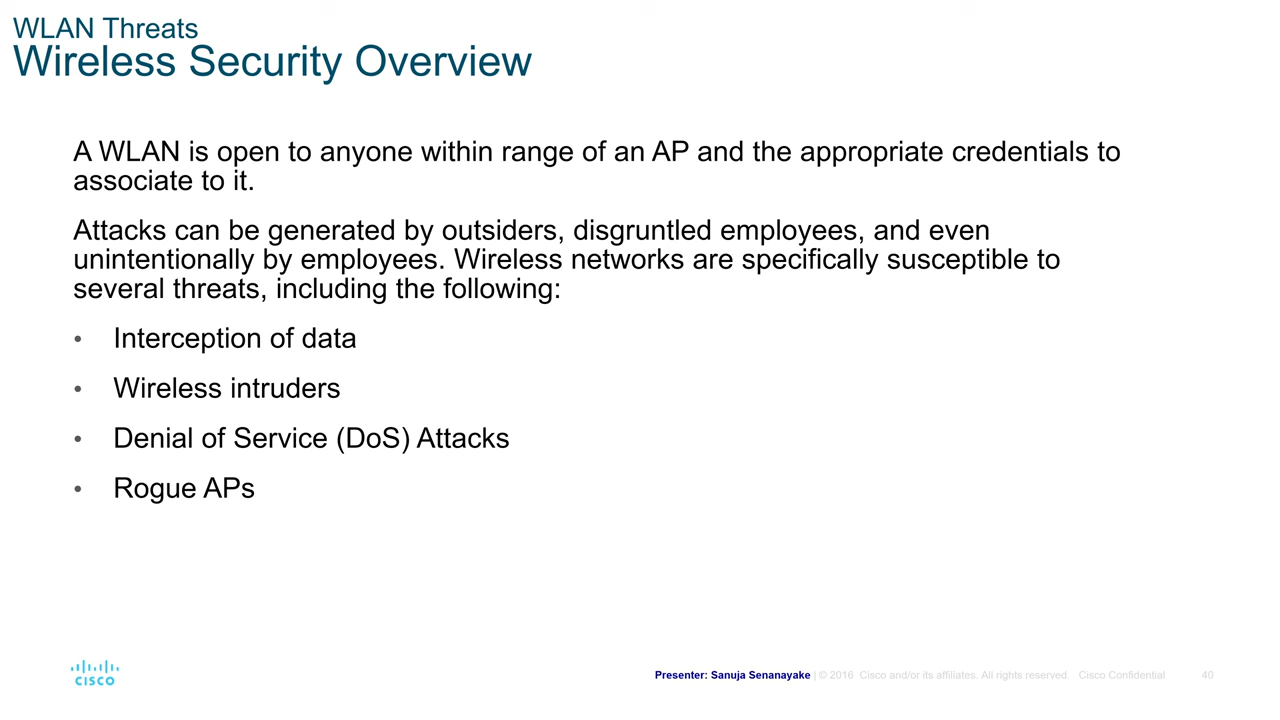 WLAN Threats
Wireless Security Overview
A WLAN is open to anyone within range of an AP and the appropriate credentials to
associate to it.
Attacks can be generated by outsiders, disgruntled employees, and even
unintentionally by employees. Wireless networks are specifically susceptible to
several threats, including the following:
• Interception of data
• Wireless intruders
• Denial of Service (DoS) Attacks
• Rogue APs
CISCO
Presenter: Sanuja Senanayake | © 2016 Cisco and/or its affiliates. All rights reserved. Cisco Confidential 40